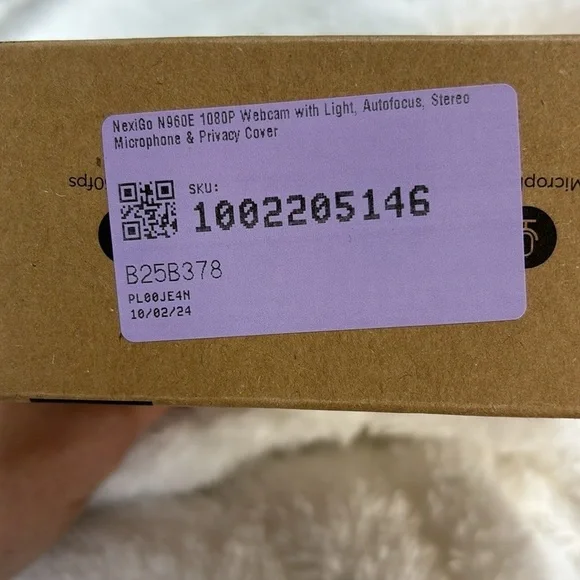 NexiGo N960E 1080P Webcam with Light, Autofocus, Stereo
Microphone & Privacy Cover
SKU:
1002205146
B25B378
PL00JE4N
10/02/24